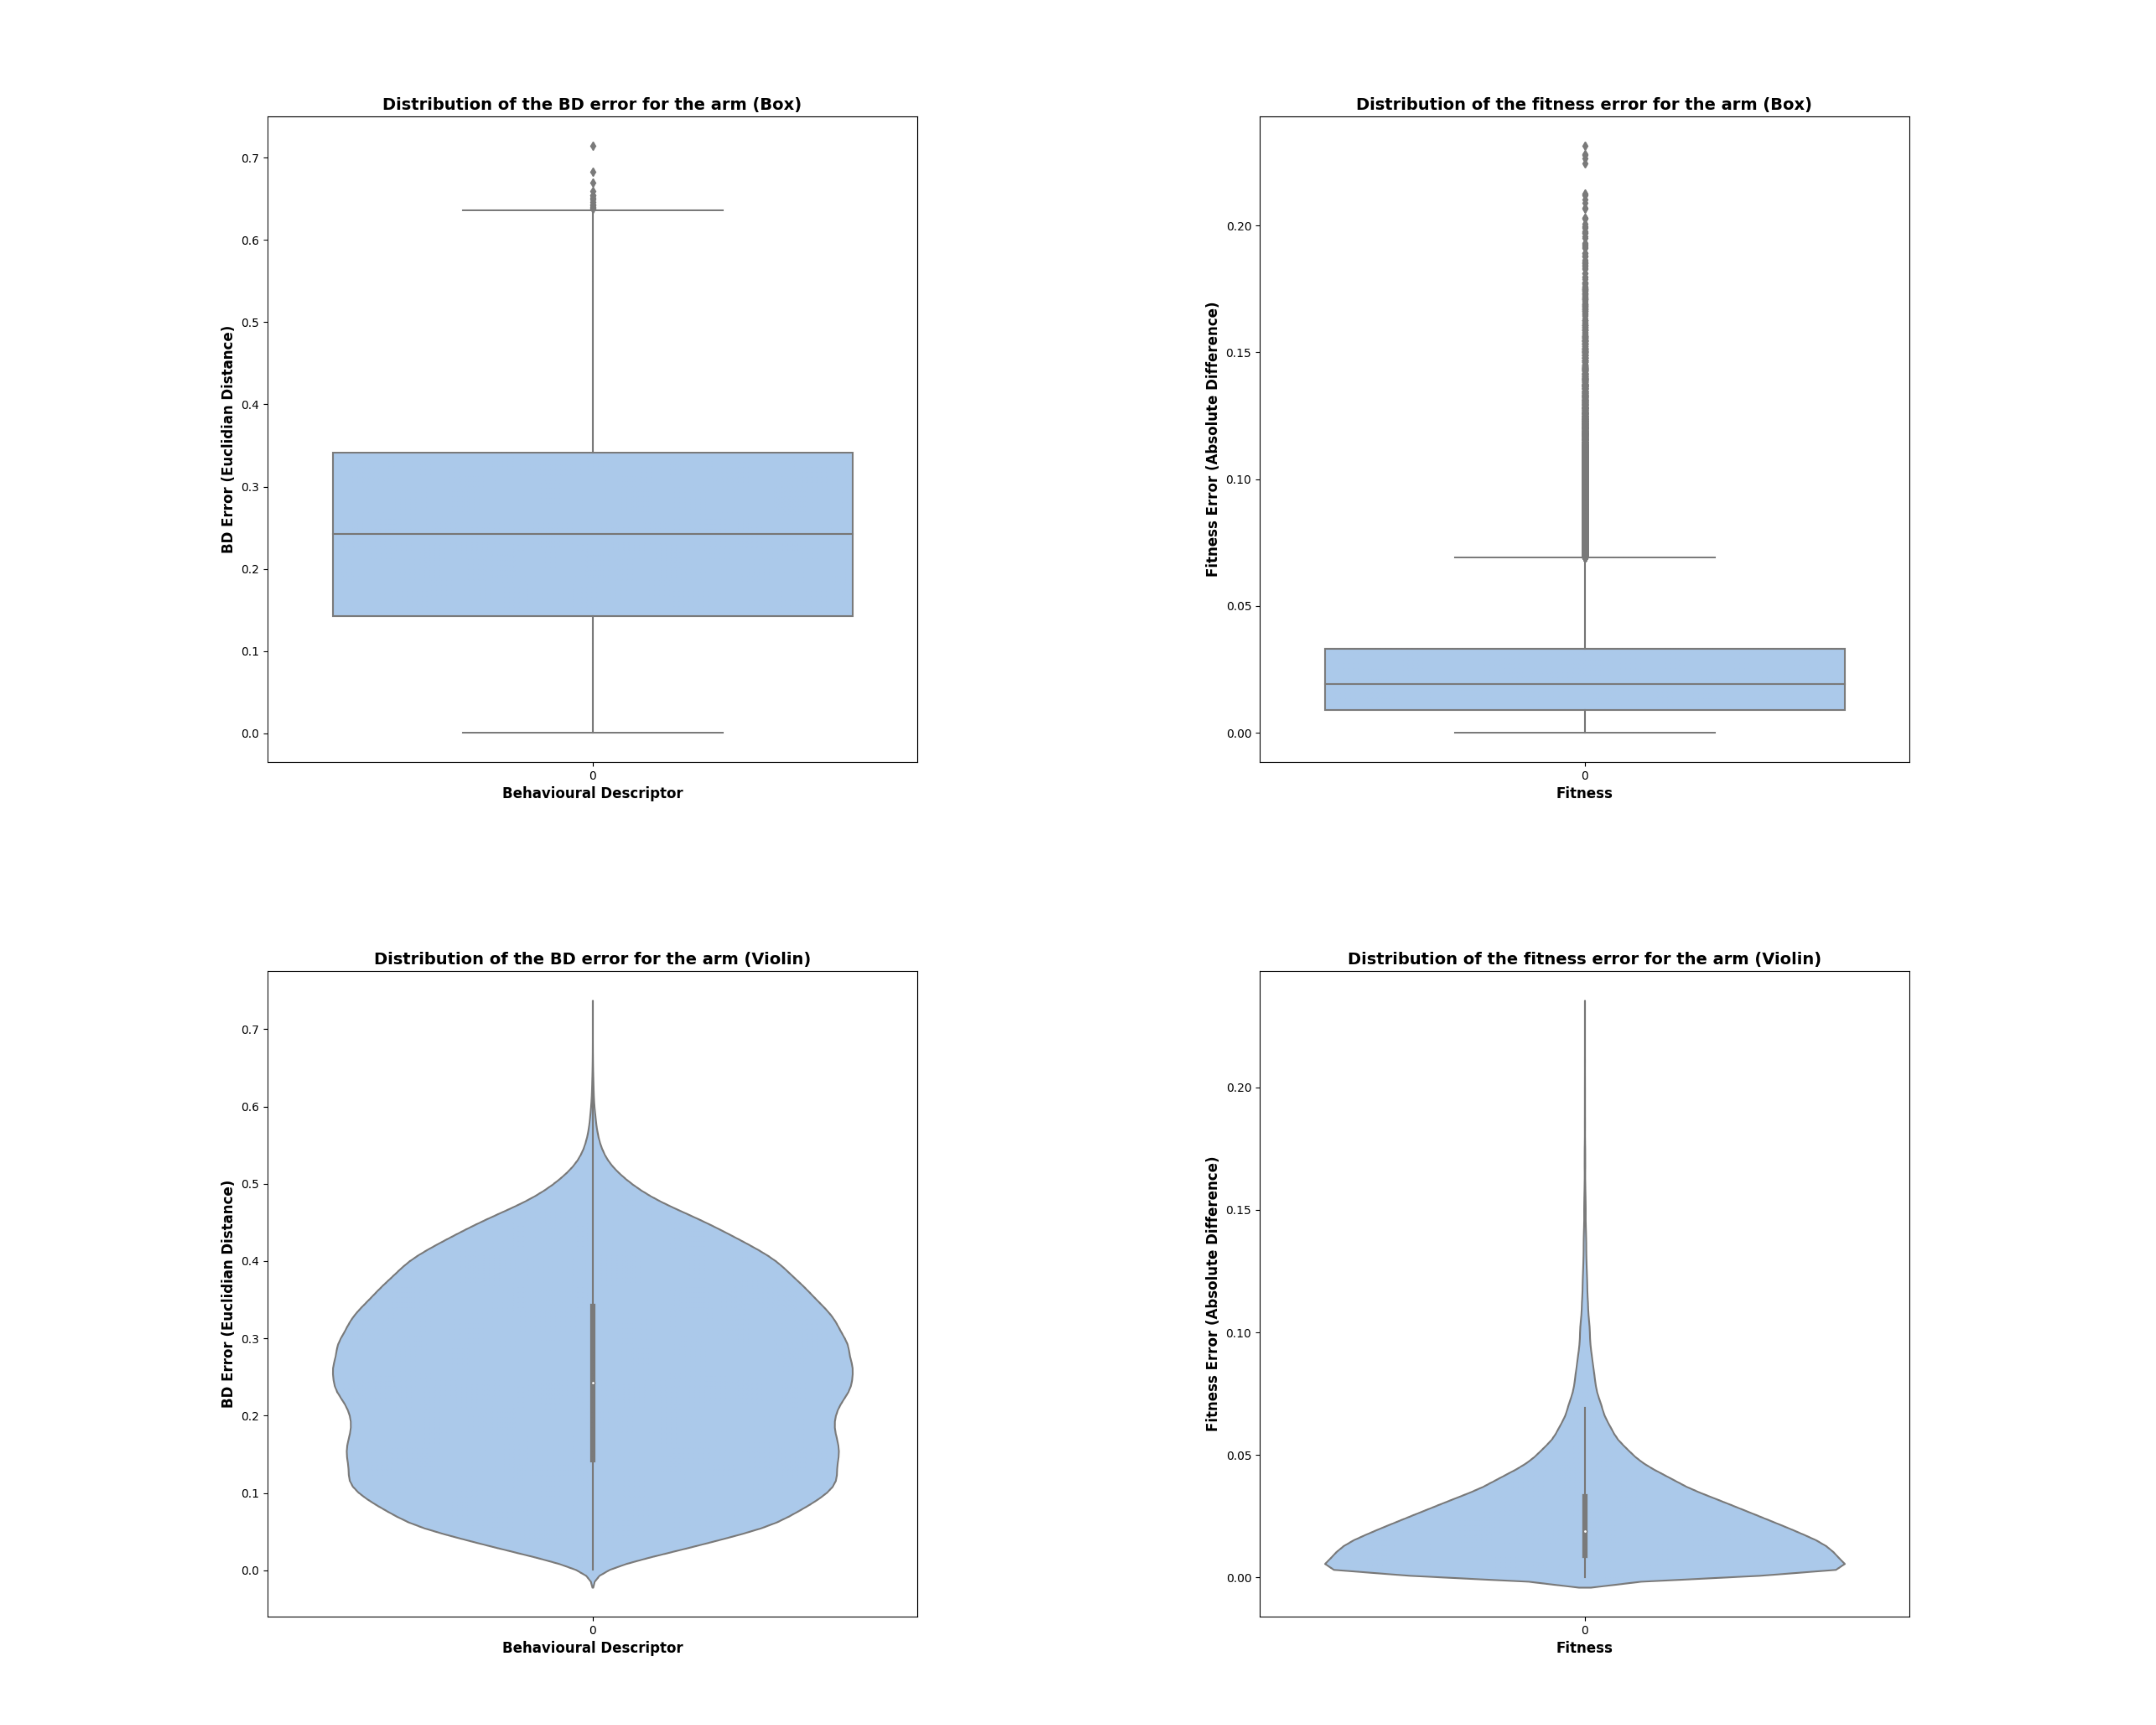 Distribution of the BD error for the arm (Box)
BD Error (Euclidian Distance)
0.7
0.6
0.5
0.4
0.3
0.2
0.1
0.0
0
Behavioural Descriptor
Distribution of the fitness error for the arm (Box)
Fitness Error (Absolute Difference)
0.20
0.15
0.10
0.05
0.00
0
Fitness
Distribution of the BD error for the arm (Violin)
BD Error (Euclidian Distance)
0.7
0.6
0.5
0.4
0.3
0.2
0.1
0.0
0
Behavioural Descriptor
Distribution of the fitness error for the arm (Violin)
Fitness Error (Absolute Difference)
0.20
0.15
0.10
0.05
0.00
0
Fitness